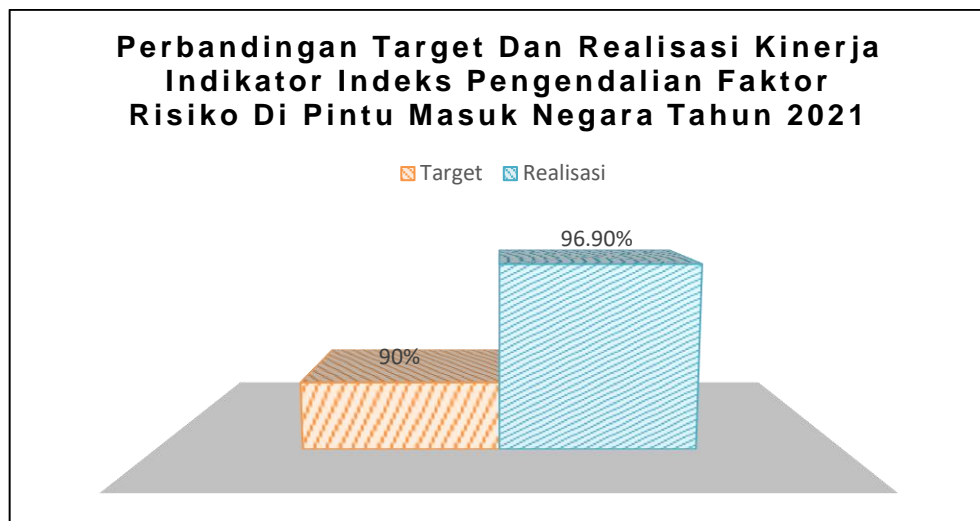 Perbandingan Target Dan Realisasi Kinerja
Indikator Indeks Pengendalian Faktor
Risiko Di Pintu Masuk Negara Tahun 2021
Target Realisasi
96.90%
90%